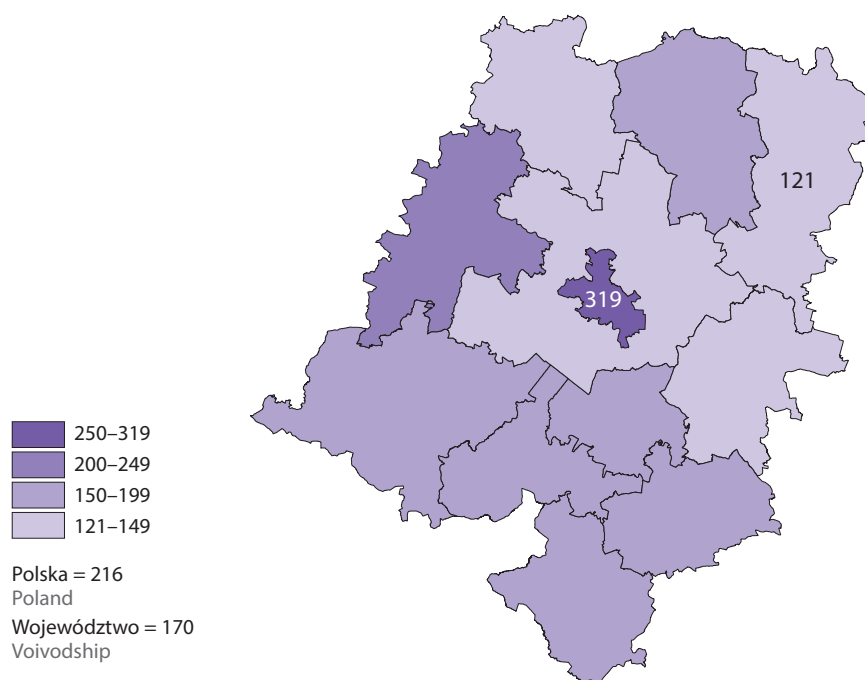 121
319
250–319
200–249
150–199
121–149
Polska = 216
Poland
Województwo = 170
Voivodship